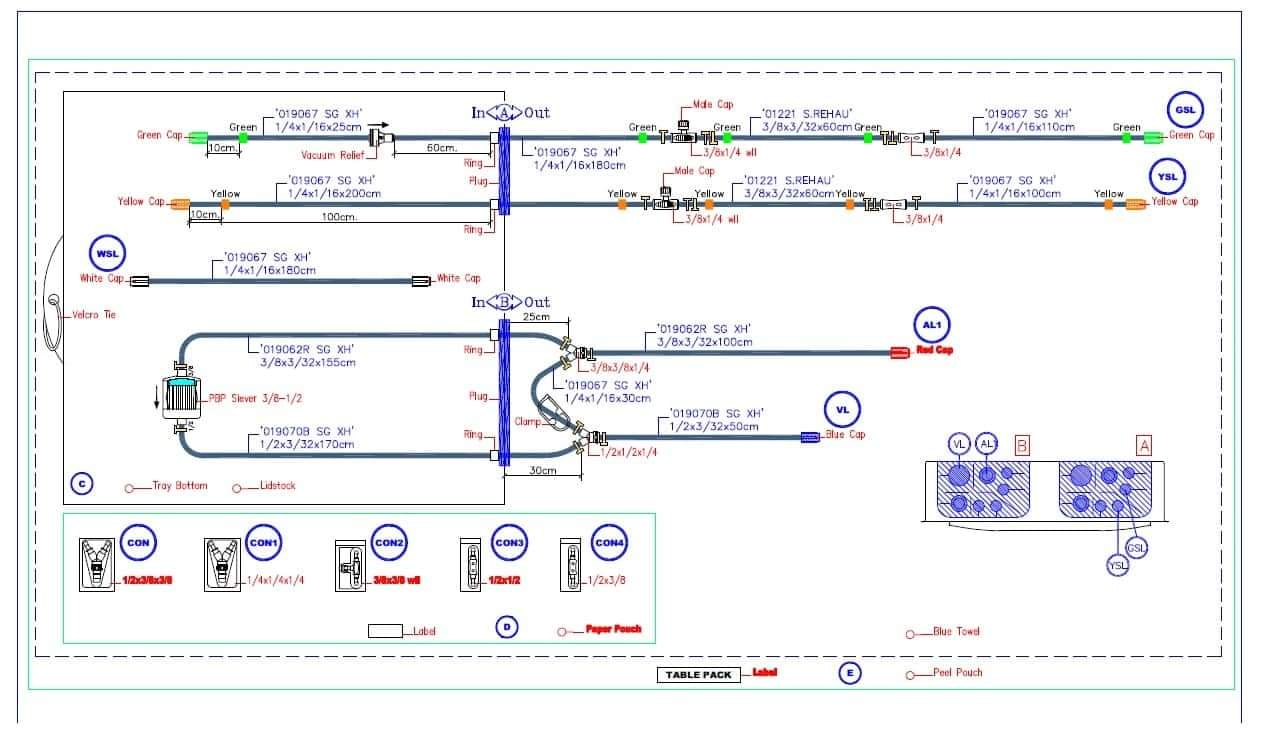 In A Out
Male Cap
GSL
'019067 SG XH'
1/4x1/16x25cm
Green
Green Cap
10cm.
Vacuum Relief
60cm.
Ring
'019067 SG XH'
1/4x1/16x180cm
Green
Green
3/8x1/4 wll
'01221 S.REHAU'
3/8x3/32x60cm
Green
3/8x1/4
'019067 SG XH'
1/4x1/16x110cm
Green
Green Cap
Plug
Male Cap
YSL
'019067 SG XH'
1/4x1/16x200cm
Yellow
Yellow Cap
10cm.
100cm.
Ring
Yellow
Yellow
3/8x1/4 wll
'01221 S.REHAU'
3/8x3/32x60cm
Yellow
3/8x1/4
'019067 SG XH'
1/4x1/16x100cm
Yellow
Yellow Cap
WSL
'019067 SG XH'
1/4x1/16x180cm
White Cap
White Cap
Velcro Tie
In B Out
25cm
AL1
'019062R SG XH'
3/8x3/32x155cm
Ring
'019062R SG XH'
3/8x3/32x100cm
Red Cap
3/8x3/8x1/4
3/8
PBP Slever 3/8-1/2
1/2
Plug
'019067 SG XH'
1/4x1/16x30cm
VL
Clamp
'019070B SG XH'
1/2x3/32x50cm
Blue Cap
'019070B SG XH'
1/2x3/32x170cm
Ring
1/2x1/2x1/4
30cm
C
Tray Bottom
Lidstock
VL
AL1
B
A
GSL
YSL
CON
1/2x3/8x3/8
CON1
1/4x1/4x1/4
CON2
3/8x3/8 wll
CON3
1/2x1/2
CON4
1/2x3/8
Label
D
Paper Pouch
Blue Towel
TABLE PACK
Label
E
Peel Pouch